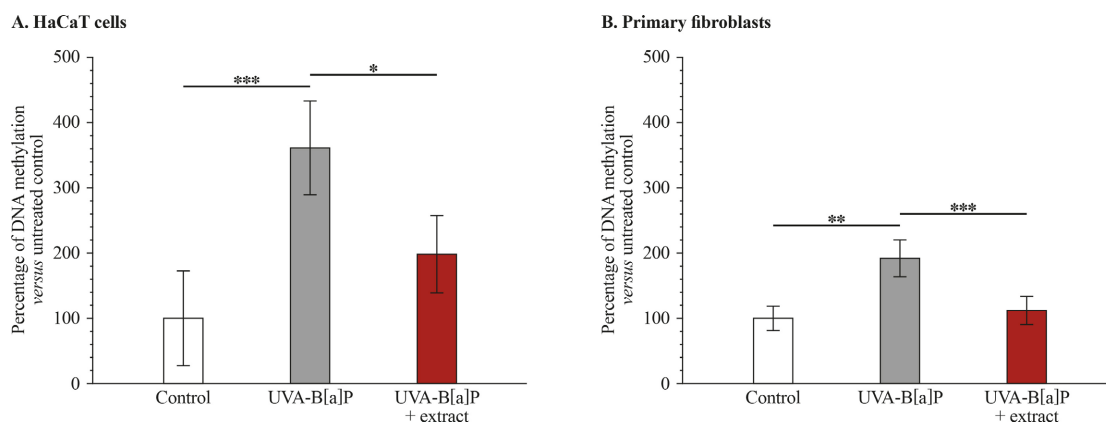 A. HaCaT cells
Percentage of DNA methylation
versus untreated control
500
400
300
200
100
0
***
*
Control
UVA-B[a]P
UVA-B[a]P
+ extract
B. Primary fibroblasts
Percentage of DNA methylation
versus untreated control
500
400
300
200
100
0
**
***
Control
UVA-B[a]P
UVA-B[a]P
+ extract